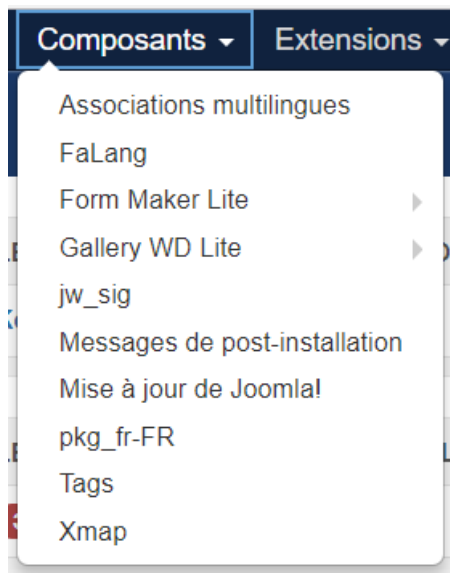 Composants Extensions
Associations multilingues
FaLang
Form Maker Lite
Gallery WD Lite
jw_sig
Messages de post-installation
Mise à jour de Joomla!
pkg_fr-FR
Tags
Xmap